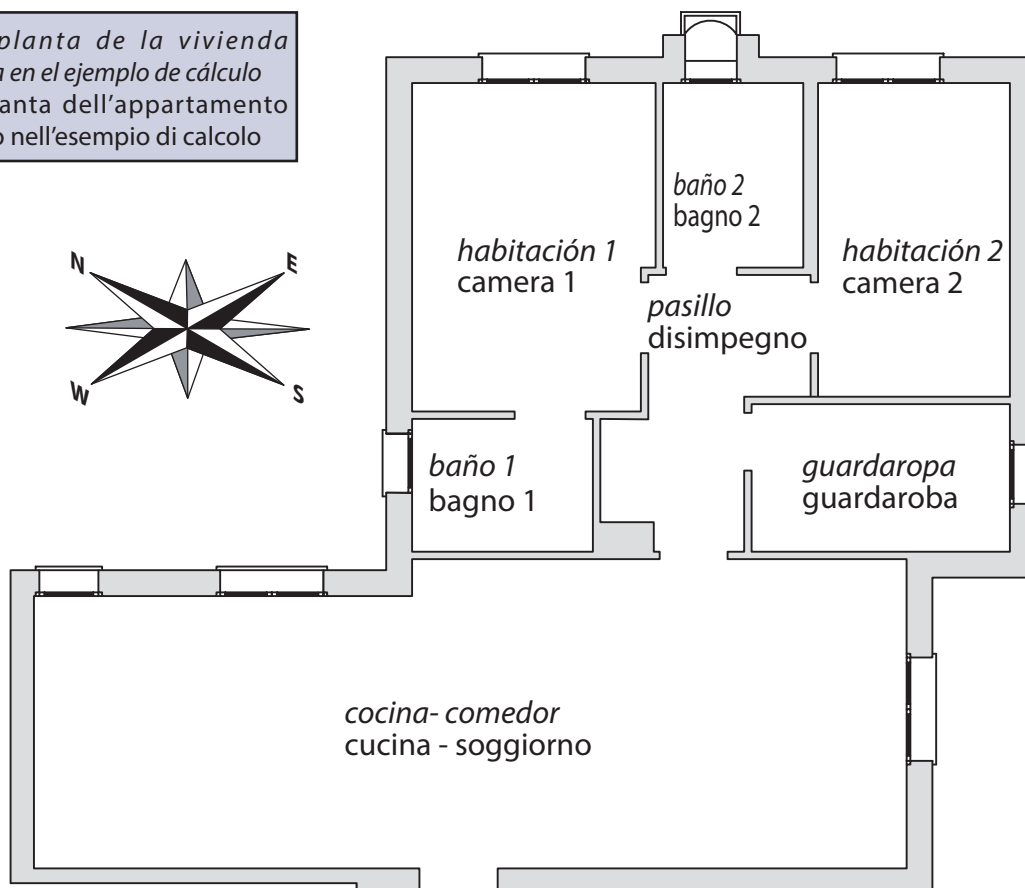 planta de la vivienda
en el ejemplo de cálculo
dell'appartamento
nell'esempio di calcolo
N
E
W
S
habitación 1
camera 1
baño 2
bagno 2
habitación 2
camera 2
pasillo
disimpegno
baño 1
bagno 1
guardaropa
guardaroba
cocina- comedor
cucina - soggiorno